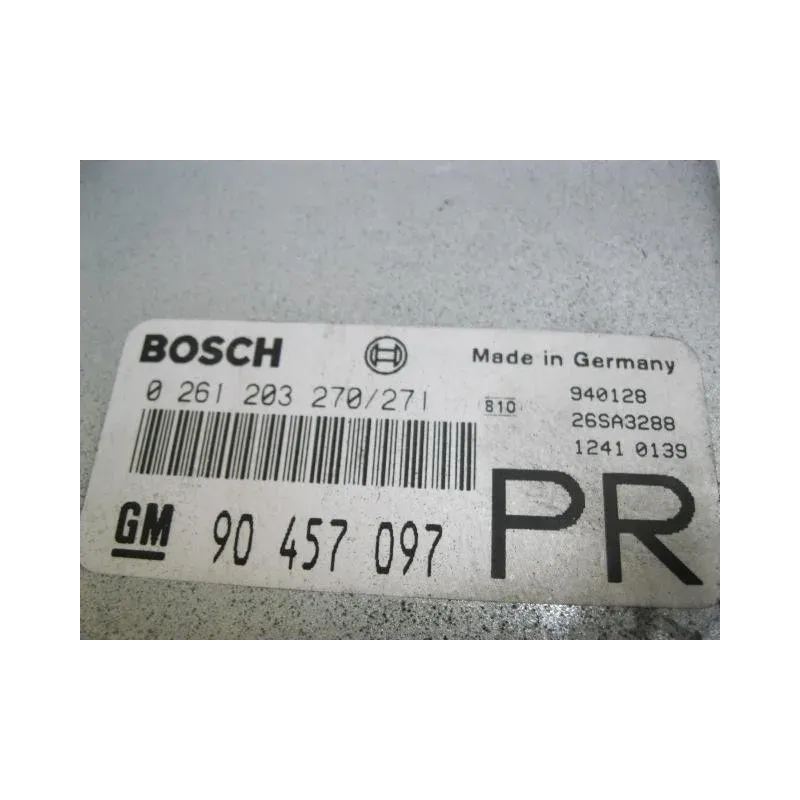 BOSCH Made in Germany
0 261 203 270/271 810 940128
26SA3288
1241 0139
GM 90 457 097 PR